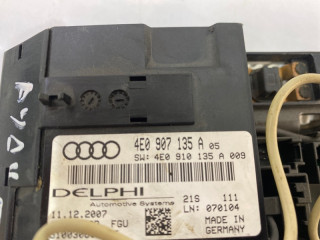 4E0 907 135 A 05
SW: 4E0 910 135 A 009
DELPHI
Automotive Systems
21S 111
11.12.2007
LN: 070104
FGU
MADE IN
GERMANY